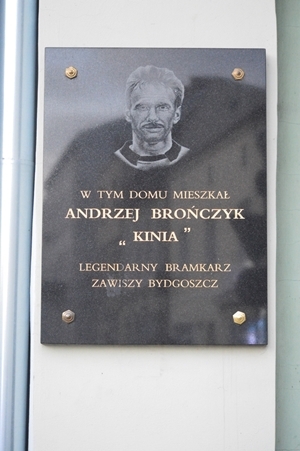 W TYM DOMU MIESZKAŁ
ANDRZEJ BROŃCZYK
„ KINIA ”
LEGENDARNY BRAMKARZ
ZAWISZY BYDGOSZCZ